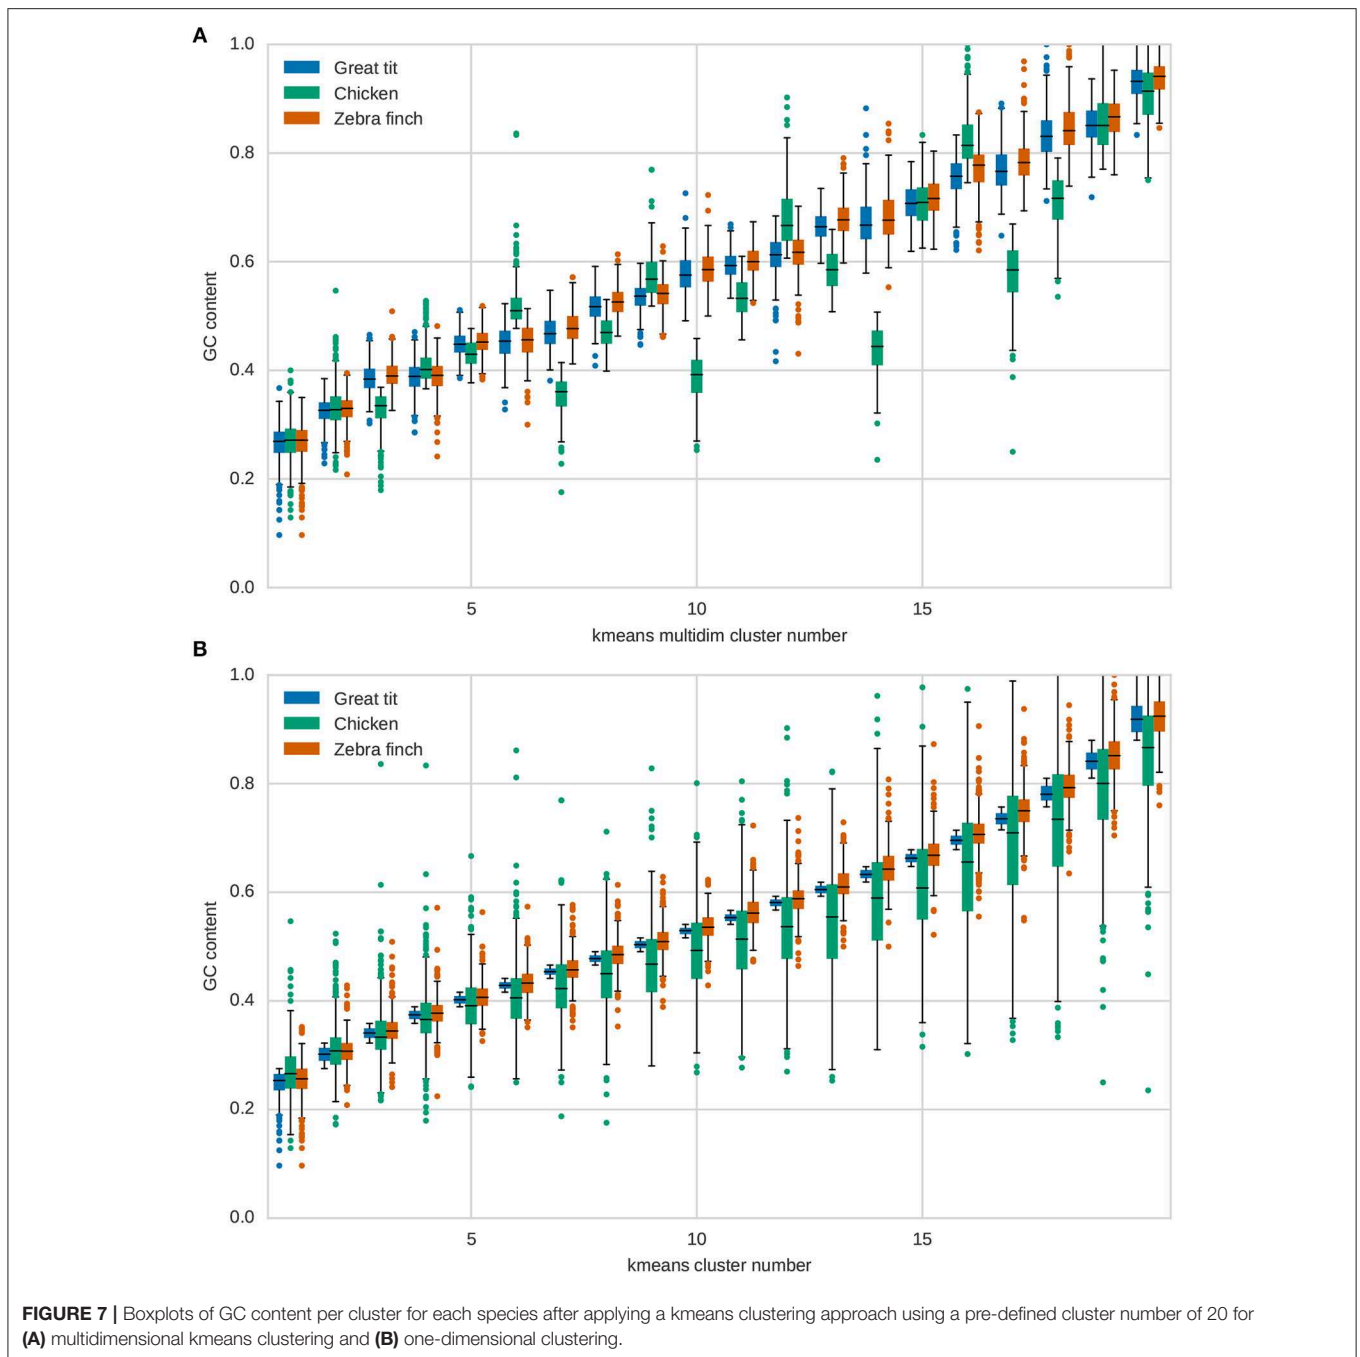 A
1.0
Great tit
Chicken
Zebra finch
0.8
0.6
GC content
0.4
0.2
0.0
5
10
15
kmeans multidim cluster number
B
1.0
Great tit
Chicken
Zebra finch
0.8
0.6
GC content
0.4
0.2
0.0
5
10
15
kmeans cluster number
FIGURE 7 | Boxplots of GC content per cluster for each species after applying a kmeans clustering approach using a pre-defined cluster number of 20 for
(A) multidimensional kmeans clustering and (B) one-dimensional clustering.